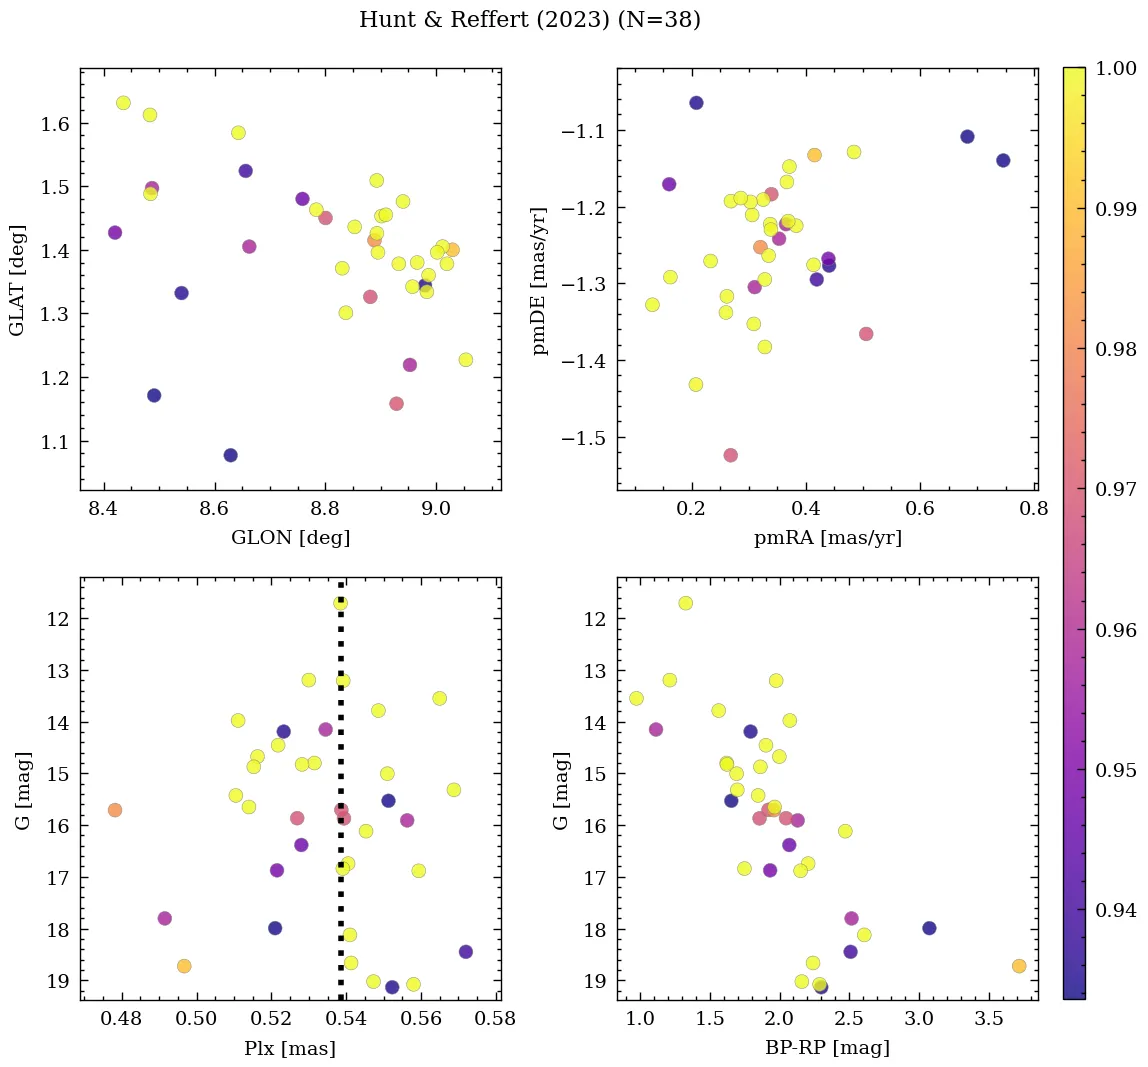 Hunt & Reffert (2023) (N=38)
1.6
1.5
1.4
1.3
1.2
1.1
GLAT [deg]
8.4 8.6 8.8 9.0
GLON [deg]
−1.1
−1.2
−1.3
−1.4
−1.5
pmDE [mas/yr]
0.2 0.4 0.6 0.8
pmRA [mas/yr]
12
13
14
15
16
17
18
19
G [mag]
0.48 0.50 0.52 0.54 0.56 0.58
Plx [mas]
12
13
14
15
16
17
18
19
G [mag]
1.0 1.5 2.0 2.5 3.0 3.5
BP-RP [mag]
1.00
0.99
0.98
0.97
0.96
0.95
0.94